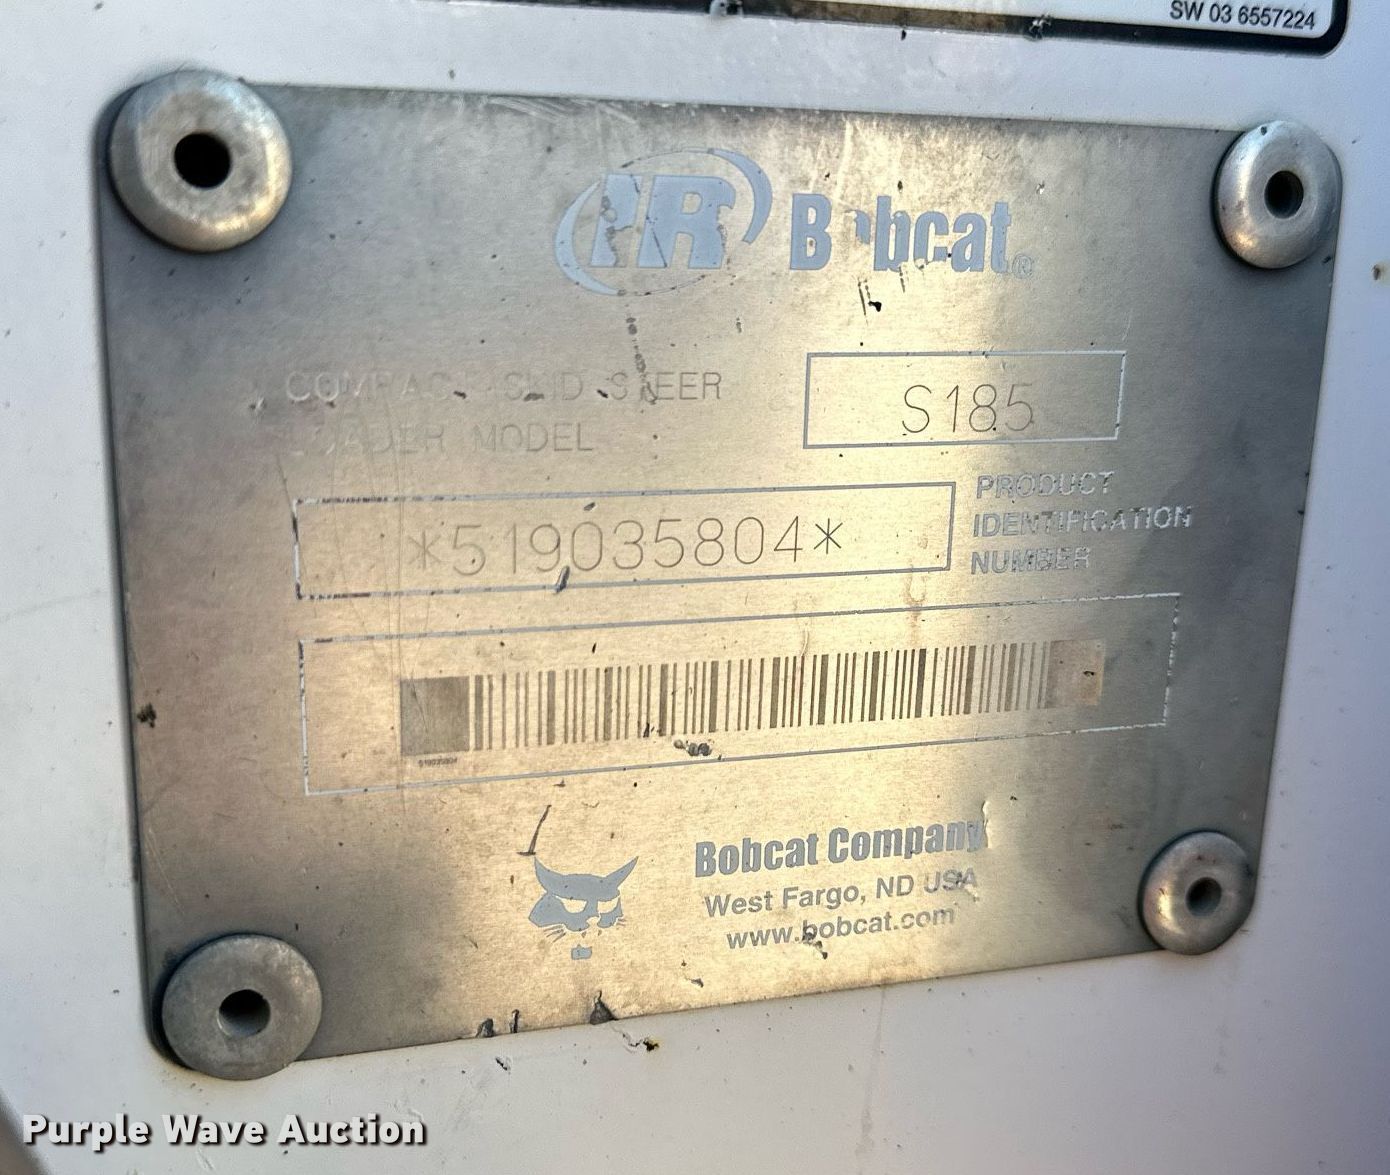 SW 03 6557224
IR Bobcat®
COMPACT SKID STEER
LOADER MODEL
S185
*519035804*
PRODUCT
IDENTIFICATION
NUMBER
519035804
Bobcat Company
West Fargo, ND USA
www.bobcat.com
Purple Wave Auction